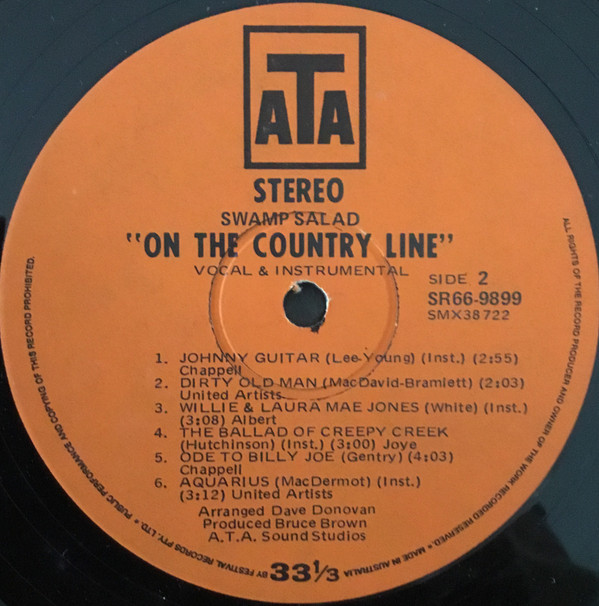 ATA
STEREO
SWAMP SALAD
"ON THE COUNTRY LINE"
VOCAL & INSTRUMENTAL
SIDE 2
SR66-9899
SMX38722
1. JOHNNY GUITAR (Lee-Young) (Inst.) (2:55)
Chappell
2. DIRTY OLD MAN (MacDavid-Bramlett) (2:03)
United Artists
3. WILLIE & LAURA MAE JONES (White) (Inst.)
(3:08) Albert
4. THE BALLAD OF CREEPY CREEK
(Hutchinson) (Inst.) (3:00) Joye
5. ODE TO BILLY JOE (Gentry) (4:03)
Chappell
6. AQUARIUS (MacDermot) (Inst.)
(3:12) United Artists
Arranged Dave Donovan
Produced Bruce Brown
A.T.A. Sound Studios
33 1/3
ALL RIGHTS OF THE RECORD PRODUCER AND OWNER OF THE WORK RECORDED RESERVED. • MADE IN AUSTRALIA
BY FESTIVAL RECORDS PTY. LTD. • PUBLIC PERFORMANCE AND COPYING OF THIS RECORD PROHIBITED.